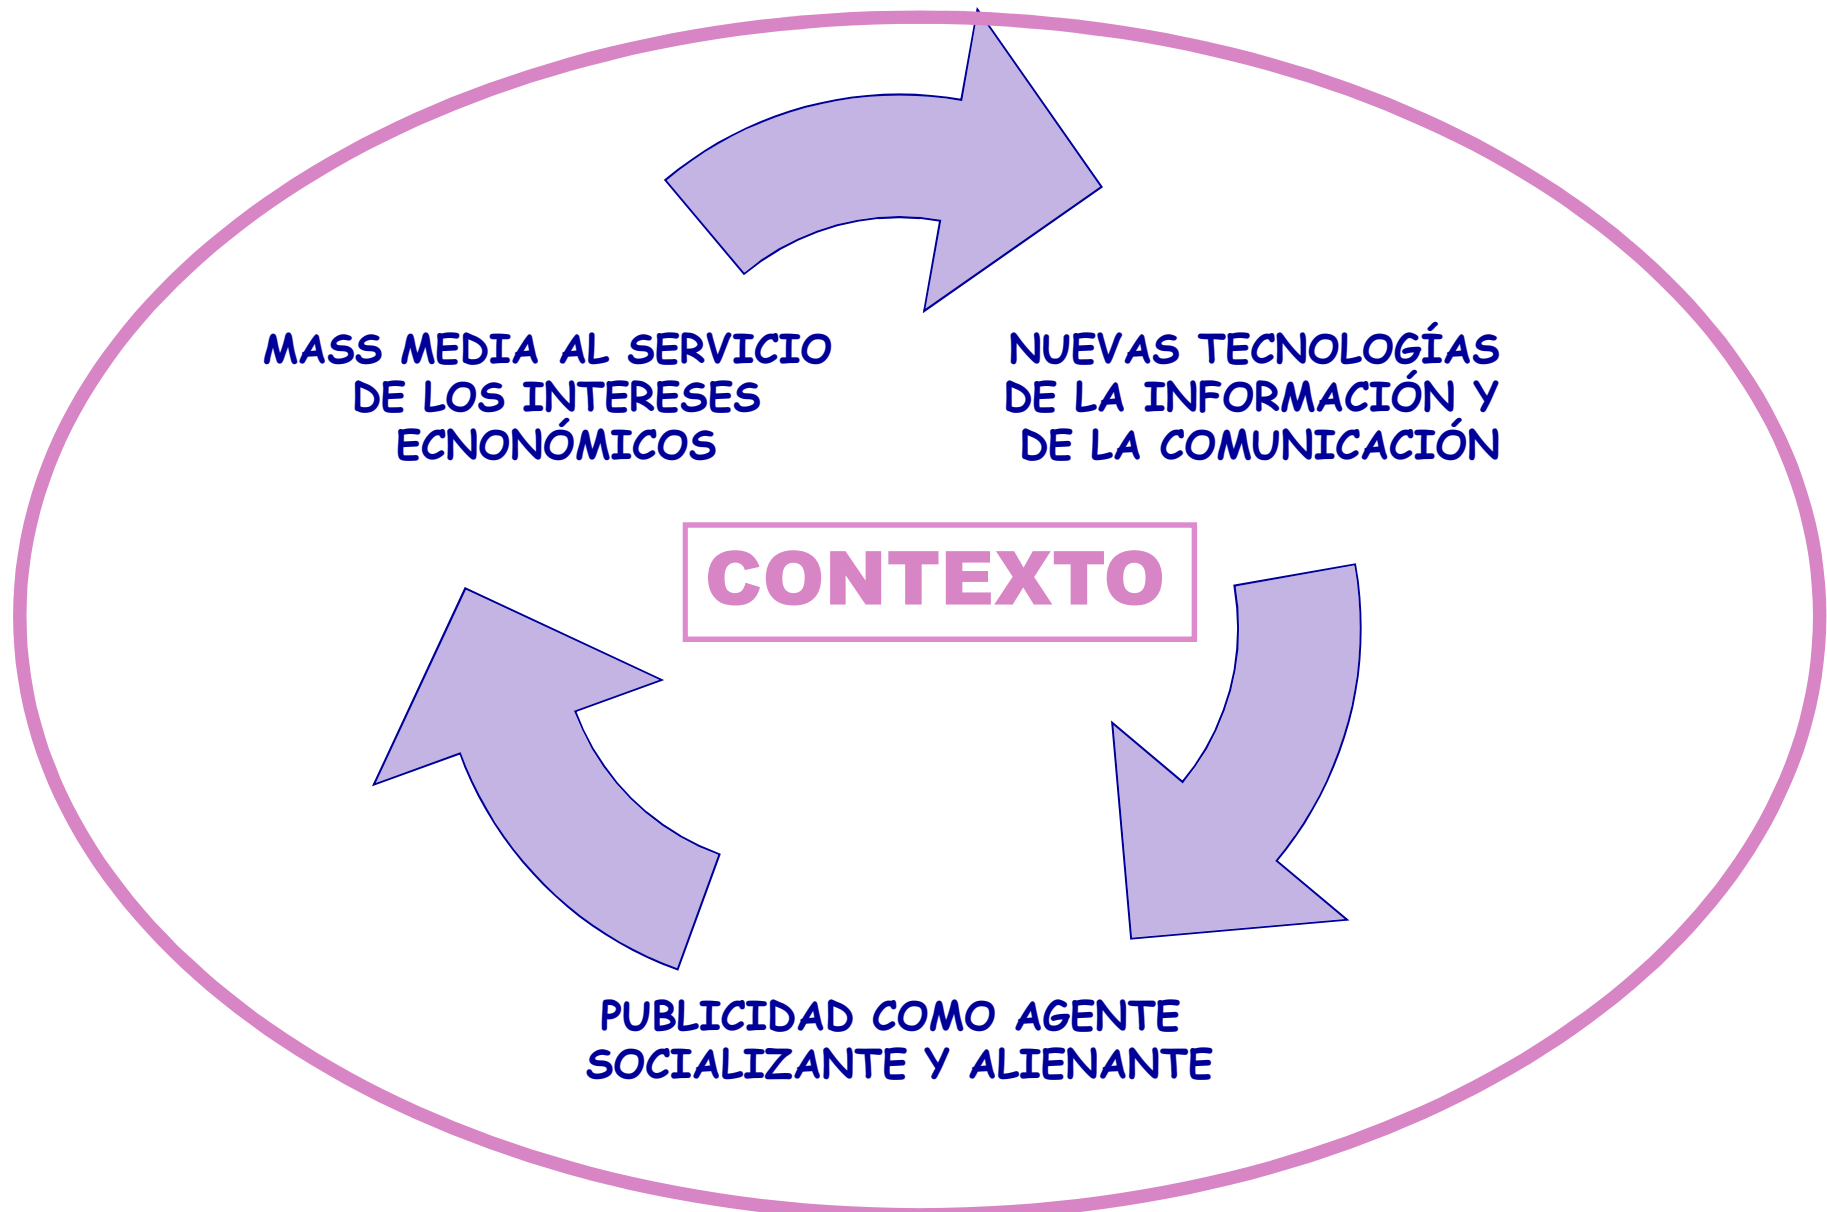 MASS MEDIA AL SERVICIO
DE LOS INTERESES
ECNONÓMICOS
NUEVAS TECNOLOGÍAS
DE LA INFORMACIÓN Y
DE LA COMUNICACIÓN
CONTEXTO
PUBLICIDAD COMO AGENTE
SOCIALIZANTE Y ALIENANTE